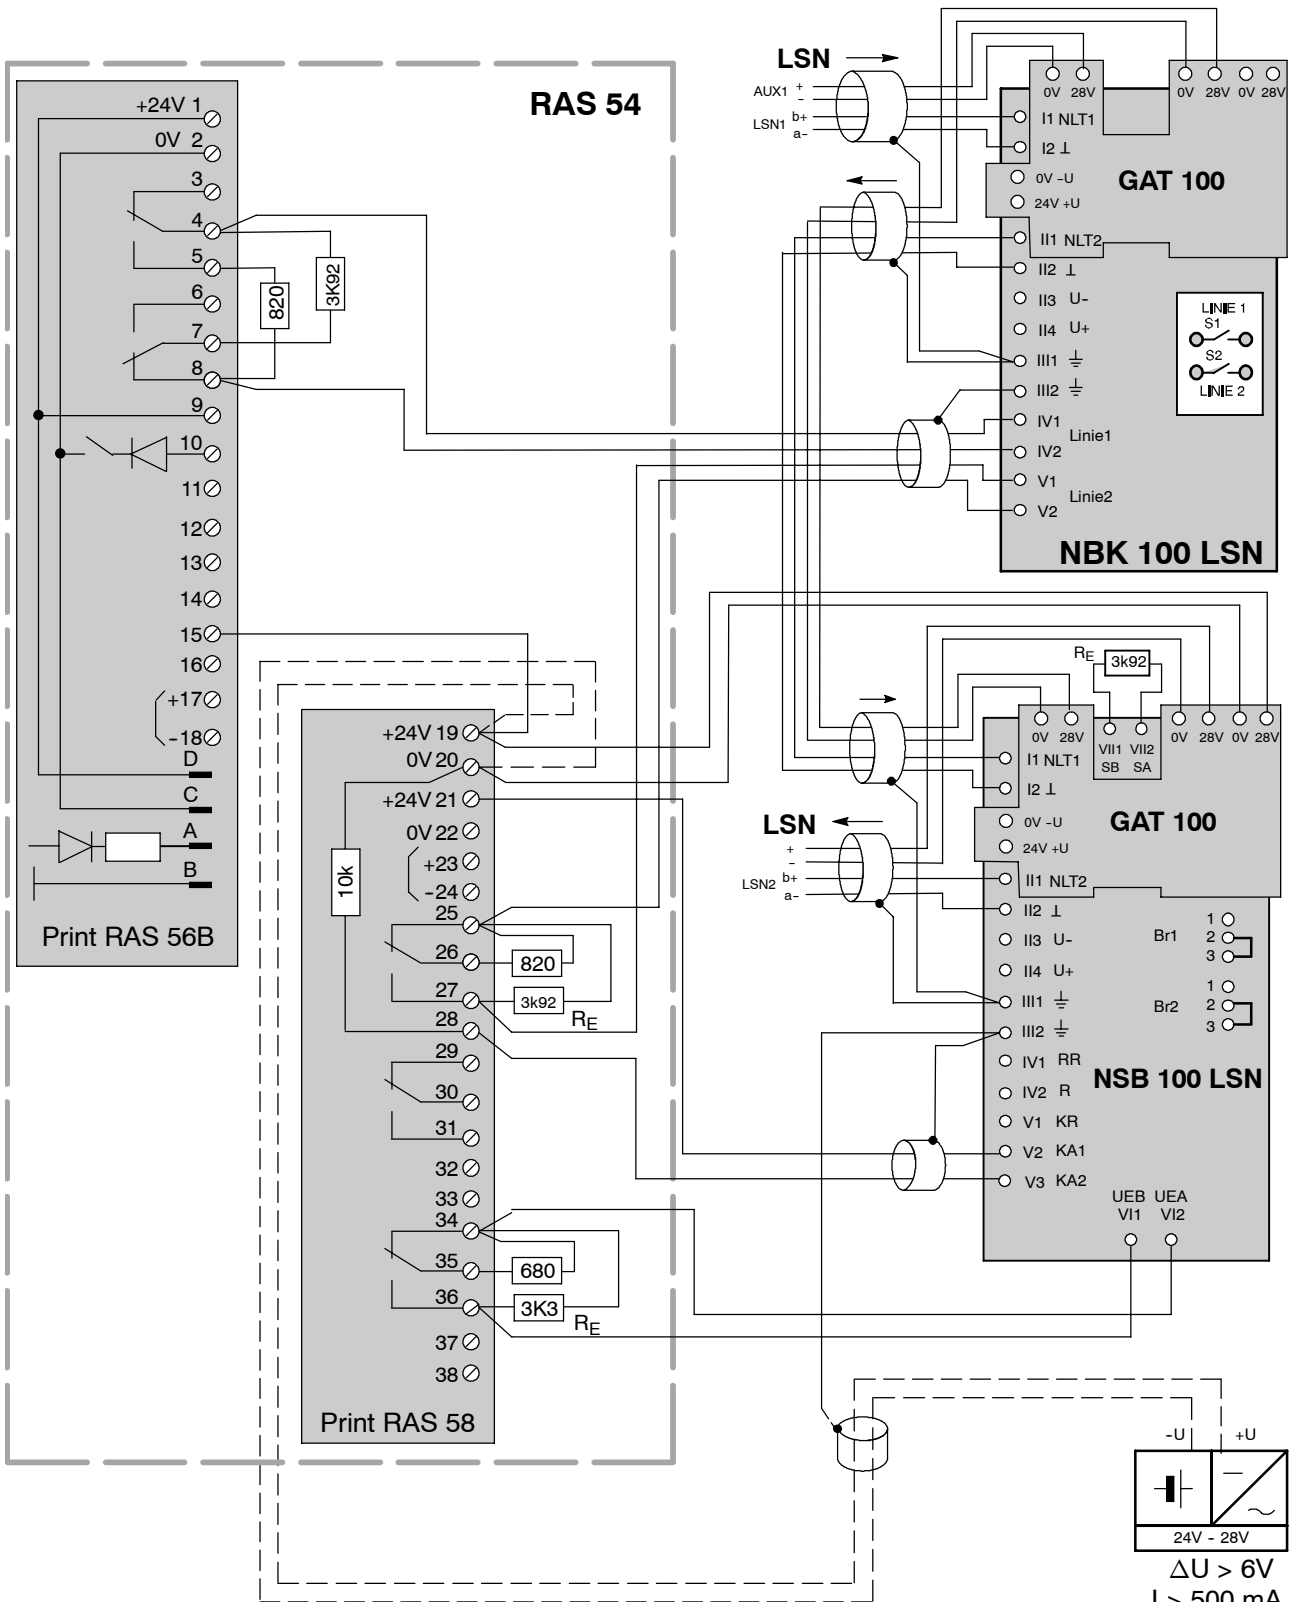 RAS 54
+24V 1
0V 2
3
4
5
6
7
8
9
10
11
12
13
14
15
16
+17
-18
D
C
A
B
820
3K92
Print RAS 56B
+24V 19
0V 20
+24V 21
0V 22
+23
-24
25
26
27
28
29
30
31
32
33
34
35
36
37
38
10k
820
3k92
RE
680
3K3
RE
Print RAS 58
LSN
AUX1 +
-
LSN1 b+
a-
0V 28V
0V 28V 0V 28V
I1 NLT1
I2 ⊥
0V -U
24V +U
GAT 100
II1 NLT2
II2 ⊥
II3 U-
II4 U+
III1 ⏚
III2 ⏚
IV1
Linie1
IV2
V1
Linie2
V2
LINIE 1
S1
S2
LINIE 2
NBK 100 LSN
RE
3k92
0V 28V
VII1 VII2
SB SA
0V 28V 0V 28V
I1 NLT1
I2 ⊥
0V -U
24V +U
GAT 100
LSN
+
-
LSN2 b+
a-
II1 NLT2
II2 ⊥
II3 U-
II4 U+
III1 ⏚
III2 ⏚
IV1 RR
IV2 R
V1 KR
V2 KA1
V3 KA2
Br1
1
2
3
Br2
1
2
3
NSB 100 LSN
UEB UEA
VI1 VI2
-U +U
24V - 28V
ΔU > 6V
I > 500 mA